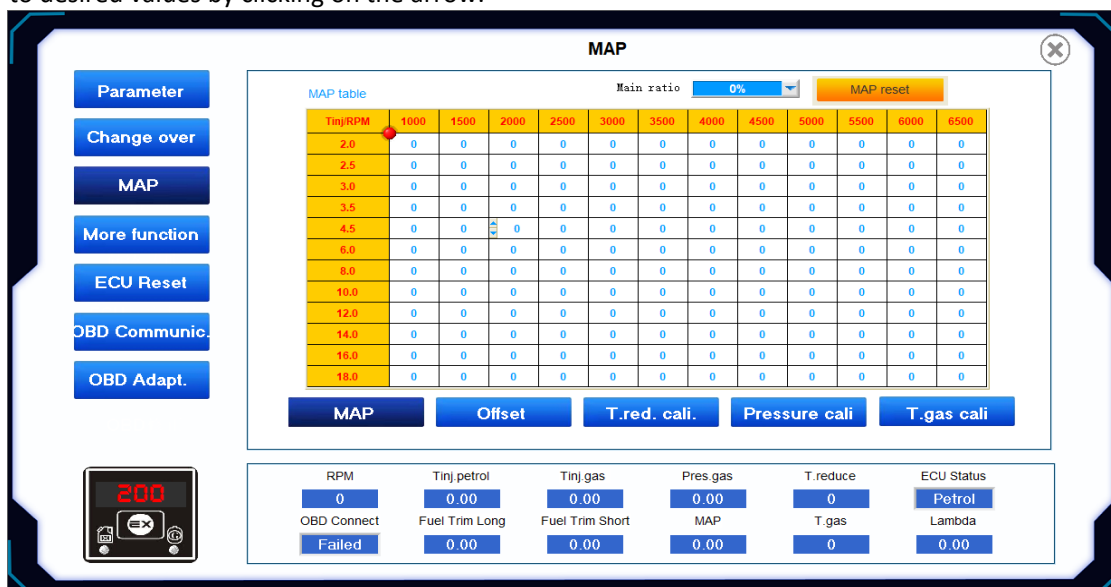 to desired values by clicking on the arrow.
MAP
Parameter
Change over
MAP
More function
ECU Reset
OBD Communic.
OBD Adapt.
MAP table
Main ratio 0% MAP reset
Tinj/RPM 1000 1500 2000 2500 3000 3500 4000 4500 5000 5500 6000 6500
2.0 0 0 0 0 0 0 0 0 0 0 0 0
2.5 0 0 0 0 0 0 0 0 0 0 0 0
3.0 0 0 0 0 0 0 0 0 0 0 0 0
3.5 0 0 0 0 0 0 0 0 0 0 0 0
4.5 0 0 0 0 0 0 0 0 0 0 0 0
6.0 0 0 0 0 0 0 0 0 0 0 0 0
8.0 0 0 0 0 0 0 0 0 0 0 0 0
10.0 0 0 0 0 0 0 0 0 0 0 0 0
12.0 0 0 0 0 0 0 0 0 0 0 0 0
14.0 0 0 0 0 0 0 0 0 0 0 0 0
16.0 0 0 0 0 0 0 0 0 0 0 0 0
18.0 0 0 0 0 0 0 0 0 0 0 0 0
MAP Offset T.red. cali. Pressure cali T.gas cali
200
EX
RPM Tinj.petrol Tinj.gas Pres.gas T.reduce ECU Status
0 0.00 0.00 0.00 0 Petrol
OBD Connect Fuel Trim Long Fuel Trim Short MAP T.gas Lambda
Failed 0.00 0.00 0.00 0 0.00